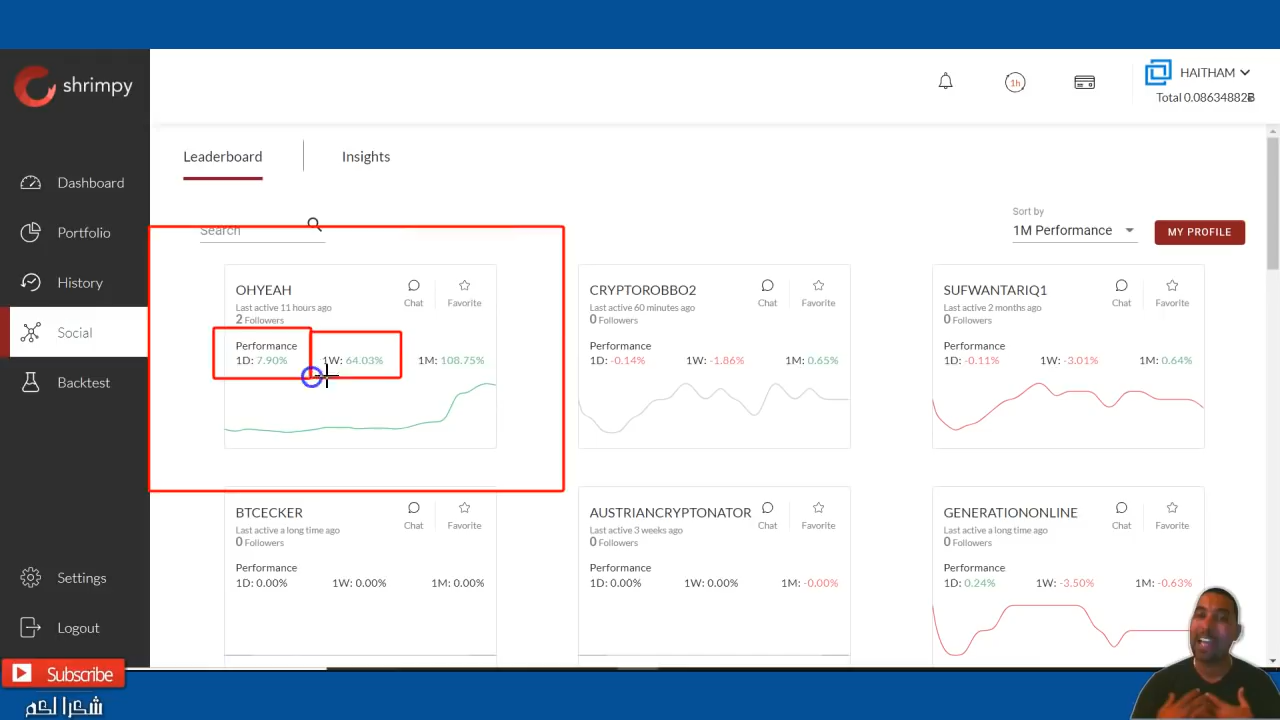 shrimpy
1h
HAITHAM
Total 0.08634882฿
Leaderboard
Insights
Dashboard
Portfolio
History
Social
Backtest
Settings
Logout
Search
Sort by
1M Performance
MY PROFILE
OHYEAH
Last active 11 hours ago
2 Followers
Chat
Favorite
Performance
1D: 7.90% 1W: 64.03% 1M: 108.75%
CRYPTOROBBO2
Last active 60 minutes ago
0 Followers
Chat
Favorite
Performance
1D: -0.14% 1W: -1.86% 1M: 0.65%
SUFWANTARIQ1
Last active 2 months ago
0 Followers
Chat
Favorite
Performance
1D: -0.11% 1W: -3.01% 1M: 0.64%
BTCECKER
Last active a long time ago
0 Followers
Chat
Favorite
Performance
1D: 0.00% 1W: 0.00% 1M: 0.00%
AUSTRIANCRYPTONATOR
Last active 3 weeks ago
0 Followers
Chat
Favorite
Performance
1D: 0.00% 1W: 0.00% 1M: -0.00%
GENERATIONONLINE
Last active a long time ago
0 Followers
Chat
Favorite
Performance
1D: 0.24% 1W: -3.50% 1M: -0.63%
Subscribe
شكرا لكم